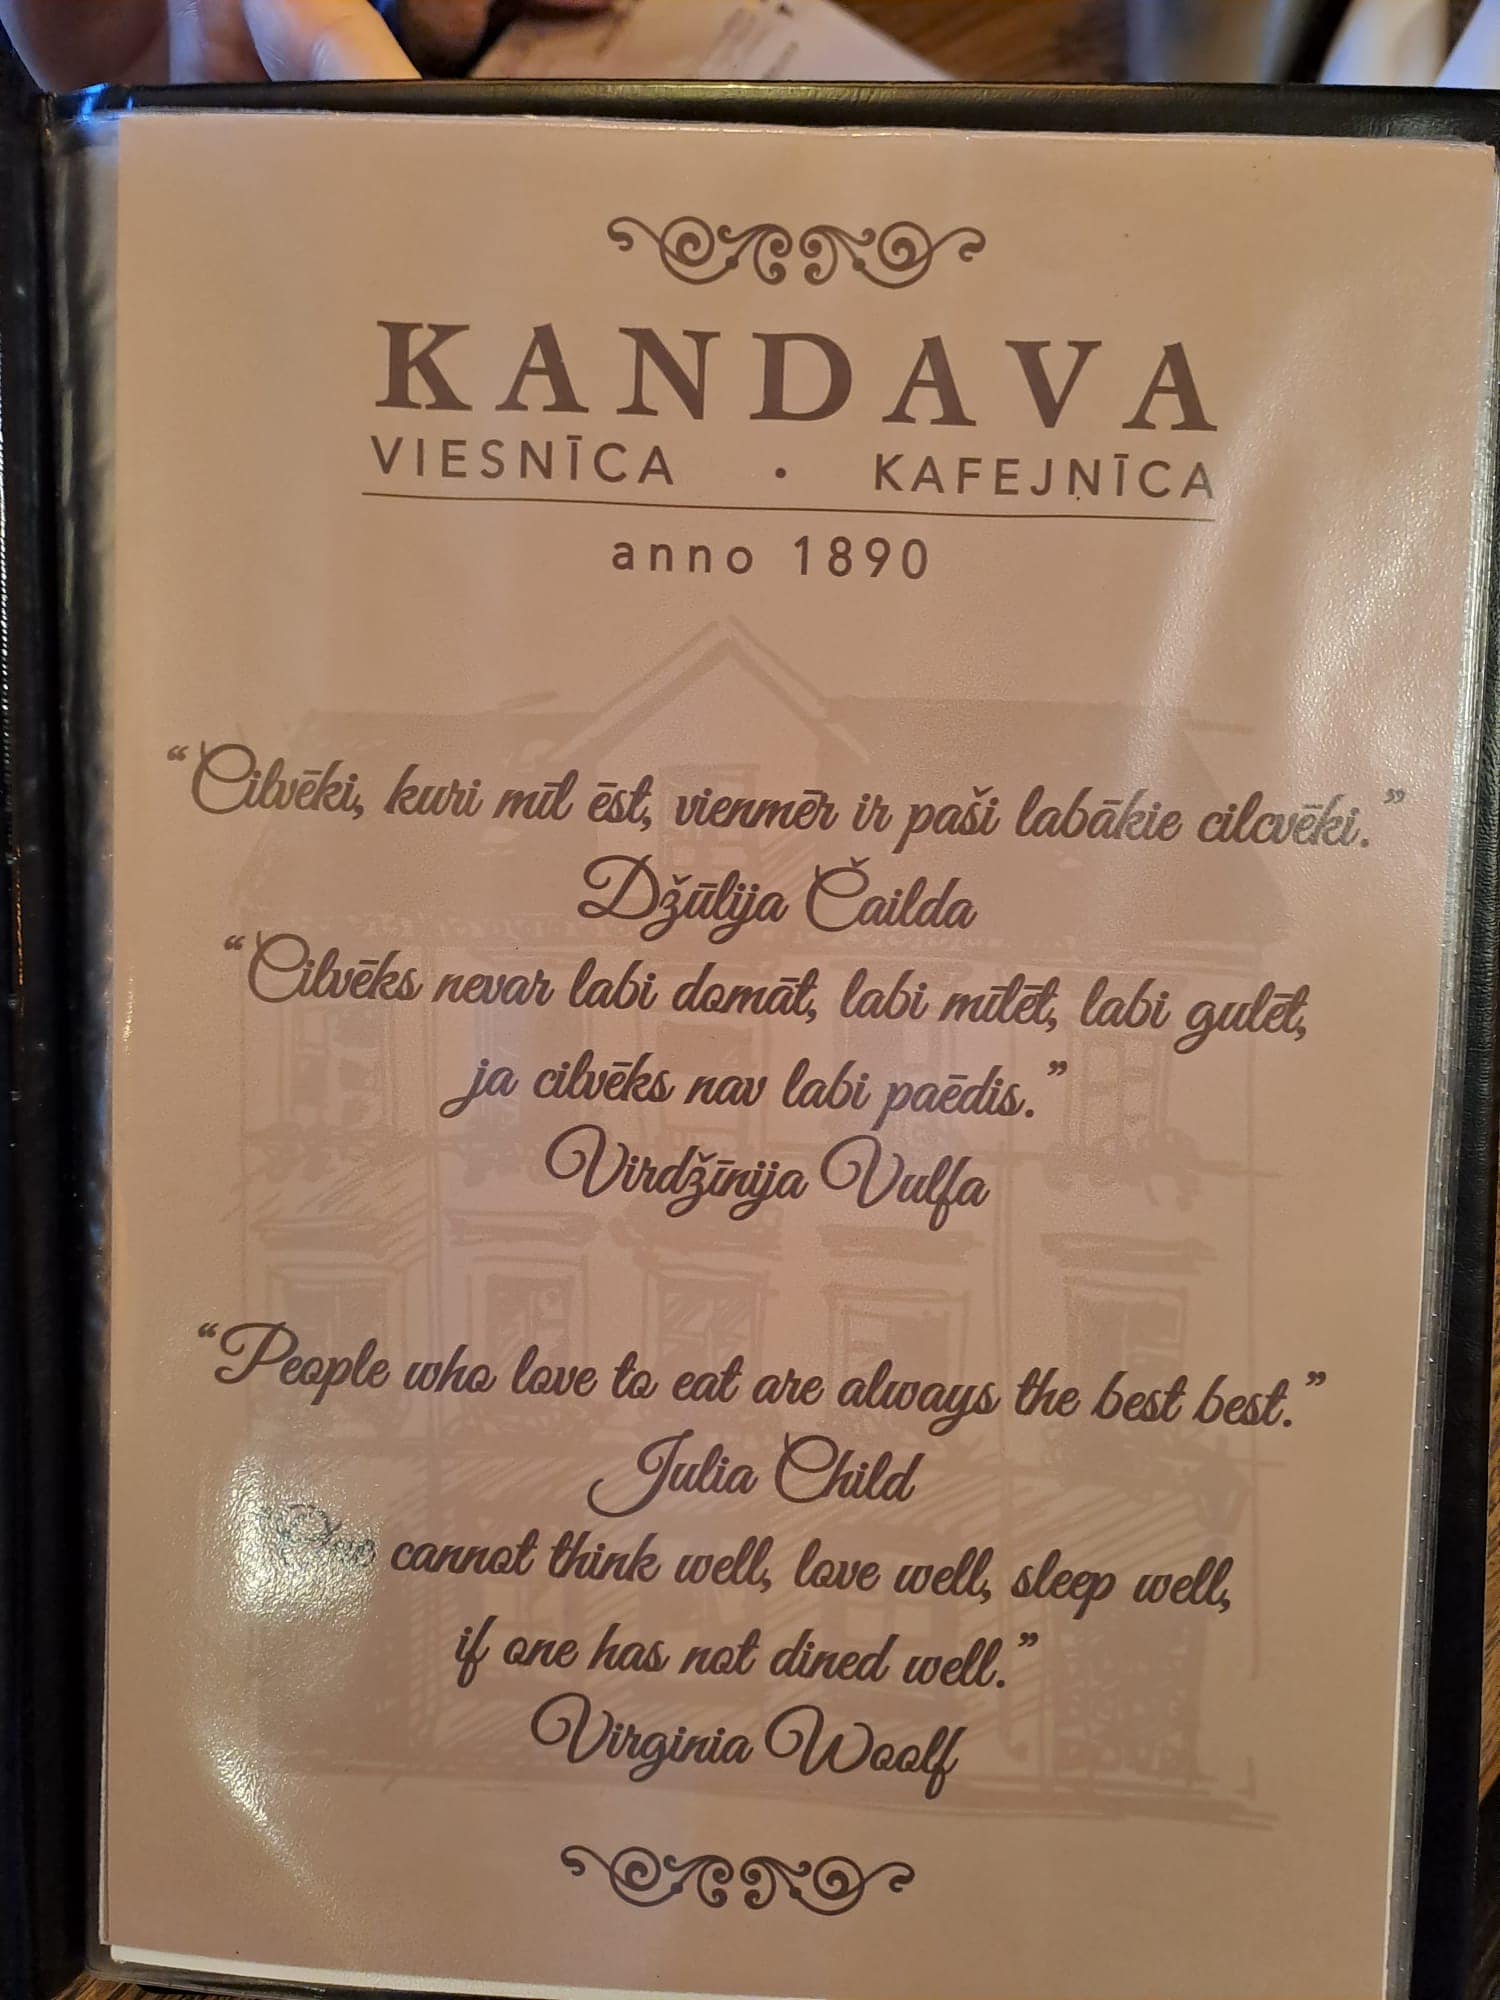 KANDAVA
VIESNĪCA · KAFEJNĪCA
anno 1890
“Cilvēki, kuri mīl ēst, vienmēr ir paši labākie cilcvēki.”
Džūlija Čailda
“Cilvēks nevar labi domāt, labi mīlēt, labi gulēt,
ja cilvēks nav labi paēdis.”
Virdžīnija Vulfa
“People who love to eat are always the best best.”
Julia Child
“One cannot think well, love well, sleep well,
if one has not dined well.”
Virginia Woolf